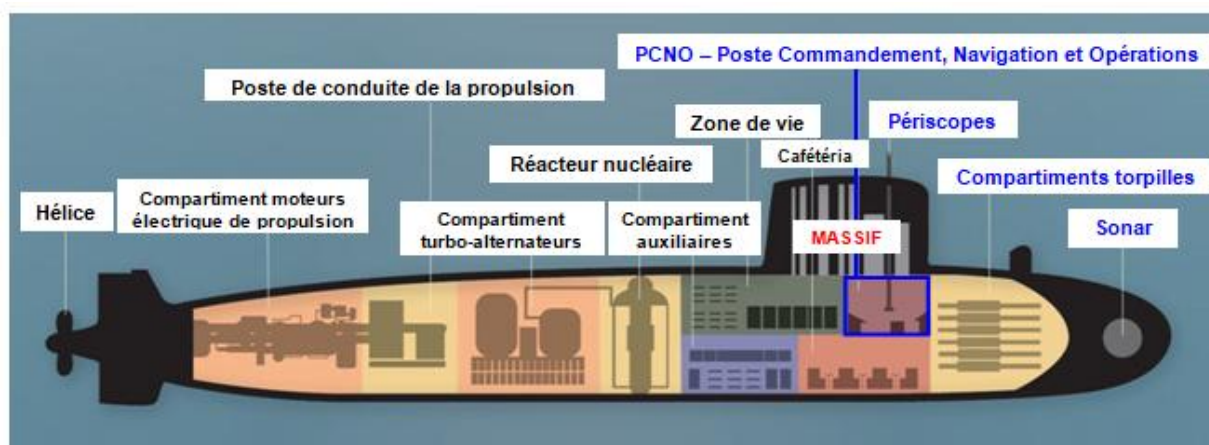 PCNO – Poste Commandement, Navigation et Opérations
Poste de conduite de la propulsion
Zone de vie
Périscopes
Cafétéria
Réacteur nucléaire
Compartiments torpilles
Hélice
Compartiment moteurs
électrique de propulsion
Compartiment
turbo-alternateurs
Compartiment
auxiliaires
MASSIF
Sonar